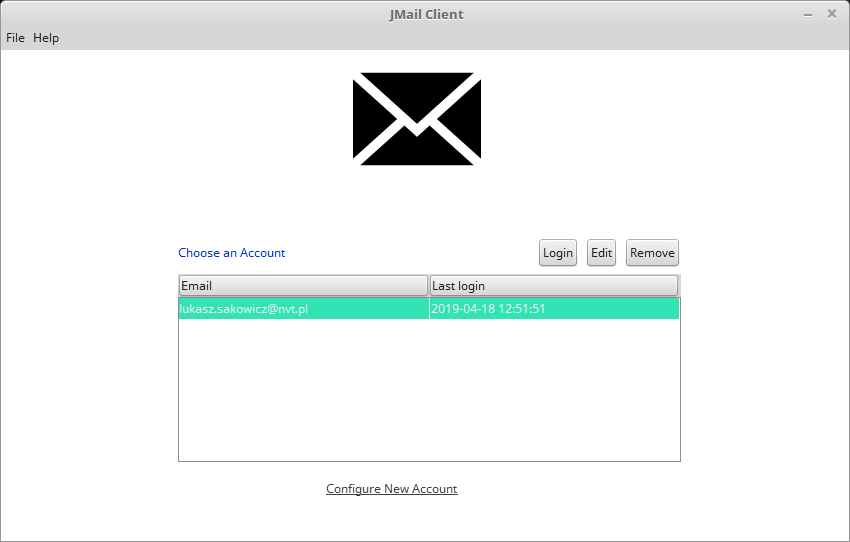 JMail Client
File Help
Choose an Account Login Edit Remove
Email Last login
lukasz.sakowicz@nvt.pl 2019-04-18 12:51:51
Configure New Account